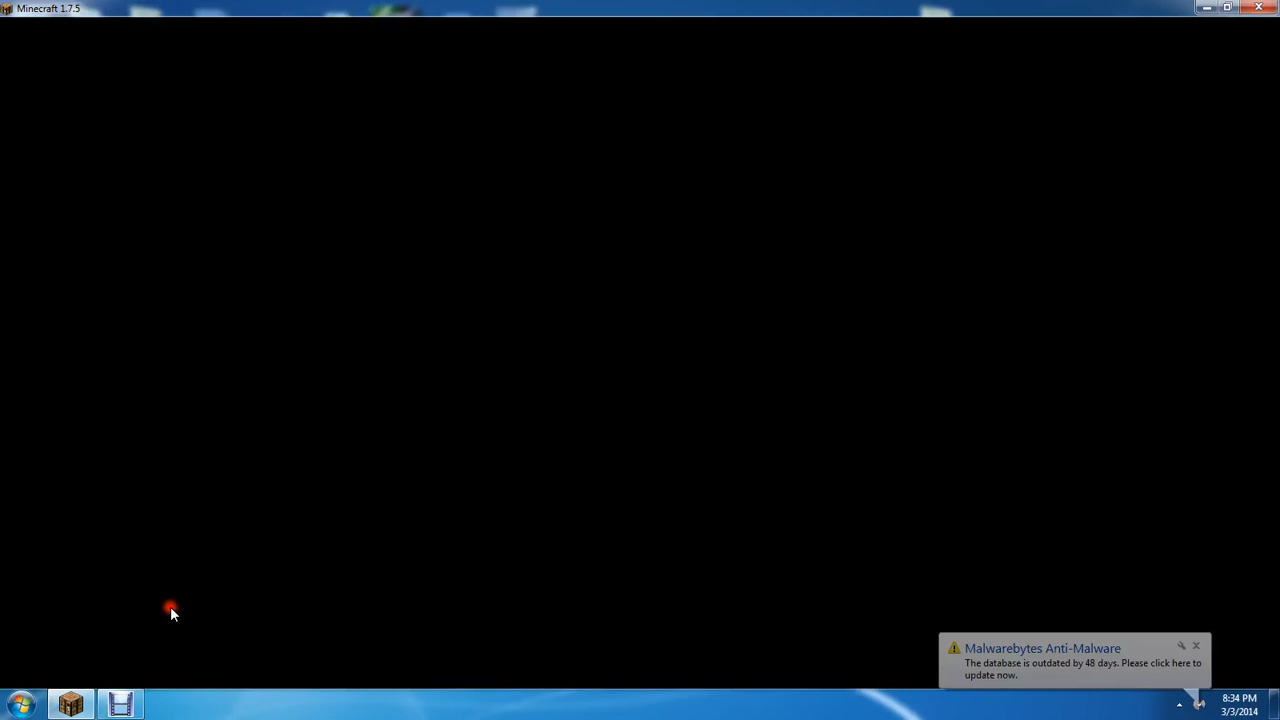 Minecraft 1.7.5
Malwarebytes Anti-Malware
The database is outdated by 48 days. Please click here to
update now.
8:34 PM
3/3/2014